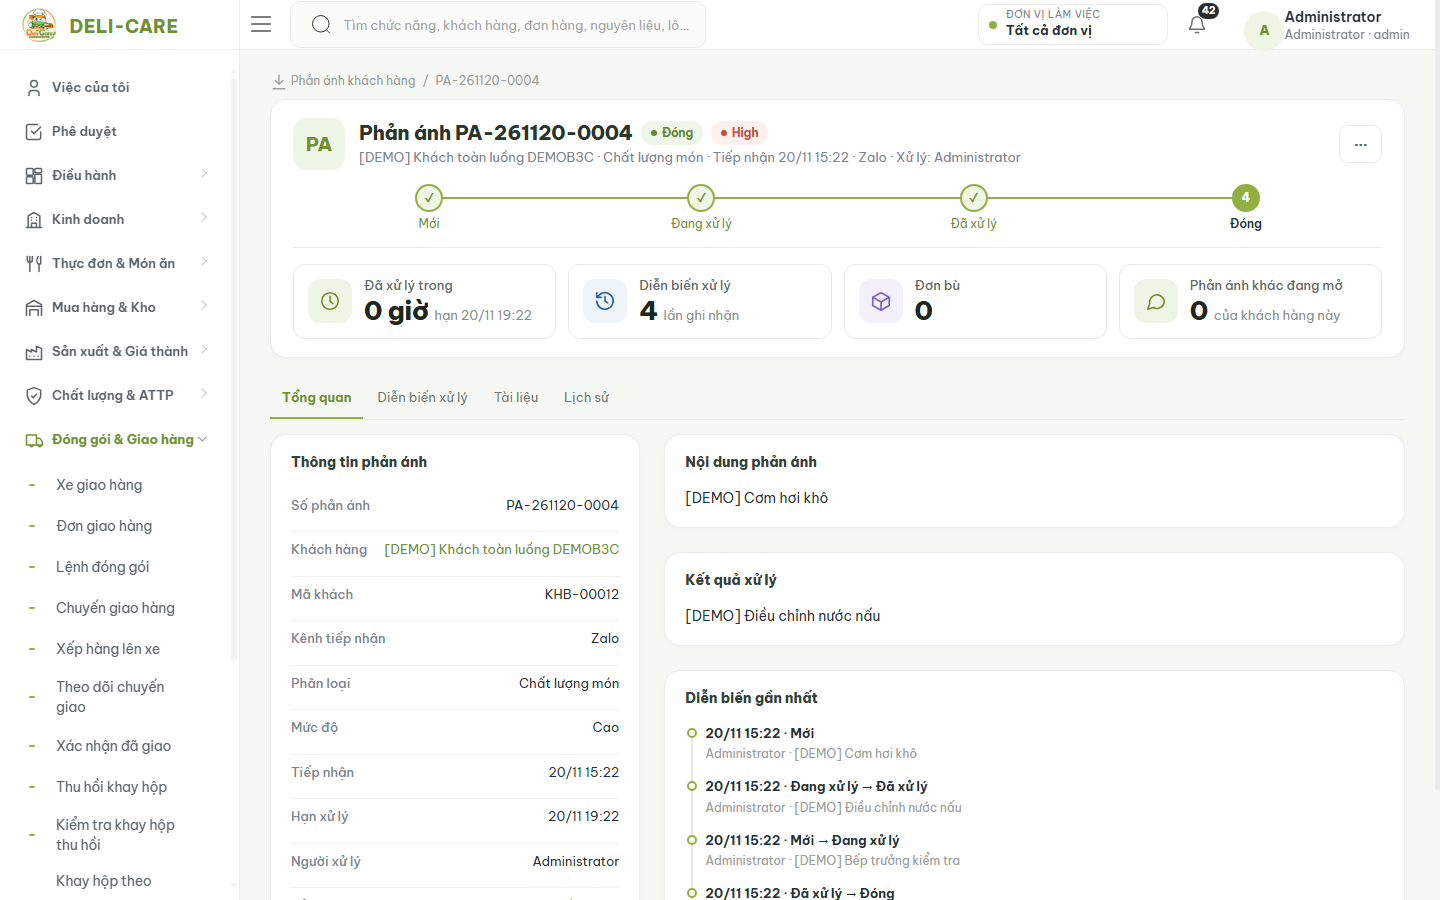 DELI-CARE
Tìm chức năng, khách hàng, đơn hàng, nguyên liệu, lô...
ĐƠN VỊ LÀM VIỆC
Tất cả đơn vị
42
A
Administrator
Administrator · admin
Việc của tôi
Phê duyệt
Điều hành
Kinh doanh
Thực đơn & Món ăn
Mua hàng & Kho
Sản xuất & Giá thành
Chất lượng & ATTP
Đóng gói & Giao hàng
Xe giao hàng
Đơn giao hàng
Lệnh đóng gói
Chuyến giao hàng
Xếp hàng lên xe
Theo dõi chuyến
giao
Xác nhận đã giao
Thu hồi khay hộp
Kiểm tra khay hộp
thu hồi
Khay hộp theo
Phản ánh khách hàng / PA-261120-0004
PA
Phản ánh PA-261120-0004
Đóng
High
[DEMO] Khách toàn luồng DEMOB3C · Chất lượng món · Tiếp nhận 20/11 15:22 · Zalo · Xử lý: Administrator
...
Mới
Đang xử lý
Đã xử lý
4
Đóng
Đã xử lý trong
0 giờ hạn 20/11 19:22
Diễn biến xử lý
4 lần ghi nhận
Đơn bù
0
Phản ánh khác đang mở
0 của khách hàng này
Tổng quan
Diễn biến xử lý
Tài liệu
Lịch sử
Thông tin phản ánh
Số phản ánh PA-261120-0004
Khách hàng [DEMO] Khách toàn luồng DEMOB3C
Mã khách KHB-00012
Kênh tiếp nhận Zalo
Phân loại Chất lượng món
Mức độ Cao
Tiếp nhận 20/11 15:22
Hạn xử lý 20/11 19:22
Người xử lý Administrator
Nội dung phản ánh
[DEMO] Cơm hơi khô
Kết quả xử lý
[DEMO] Điều chỉnh nước nấu
Diễn biến gần nhất
20/11 15:22 · Mới
Administrator · [DEMO] Cơm hơi khô
20/11 15:22 · Đang xử lý → Đã xử lý
Administrator · [DEMO] Điều chỉnh nước nấu
20/11 15:22 · Mới → Đang xử lý
Administrator · [DEMO] Bếp trưởng kiểm tra
20/11 15:22 · Đã xử lý → Đóng